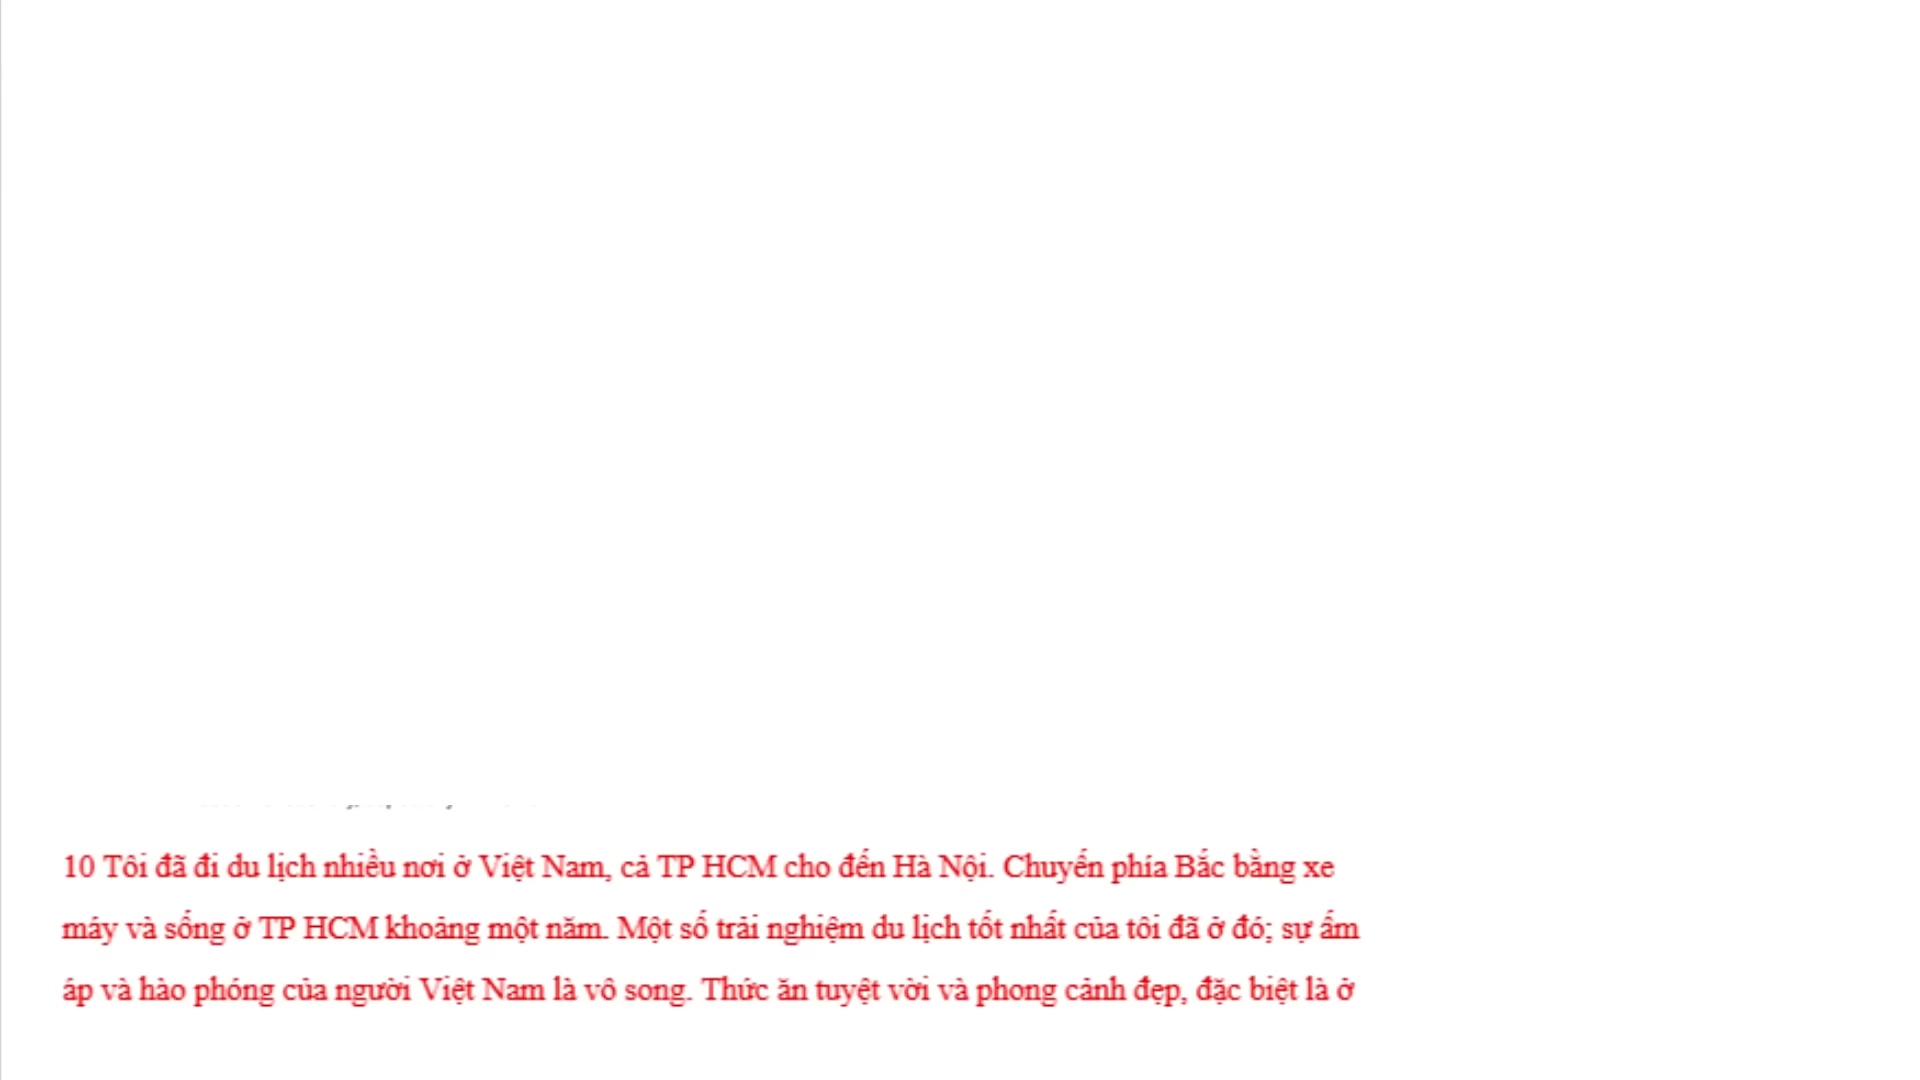 10 Tôi đã đi du lịch nhiều nơi ở Việt Nam, cả TP HCM cho đến Hà Nội. Chuyến phía Bắc bằng xe
máy và sống ở TP HCM khoảng một năm. Một số trải nghiệm du lịch tốt nhất của tôi đã ở đó; sự ấm
áp và hào phóng của người Việt Nam là vô song. Thức ăn tuyệt vời và phong cảnh đẹp, đặc biệt là ở